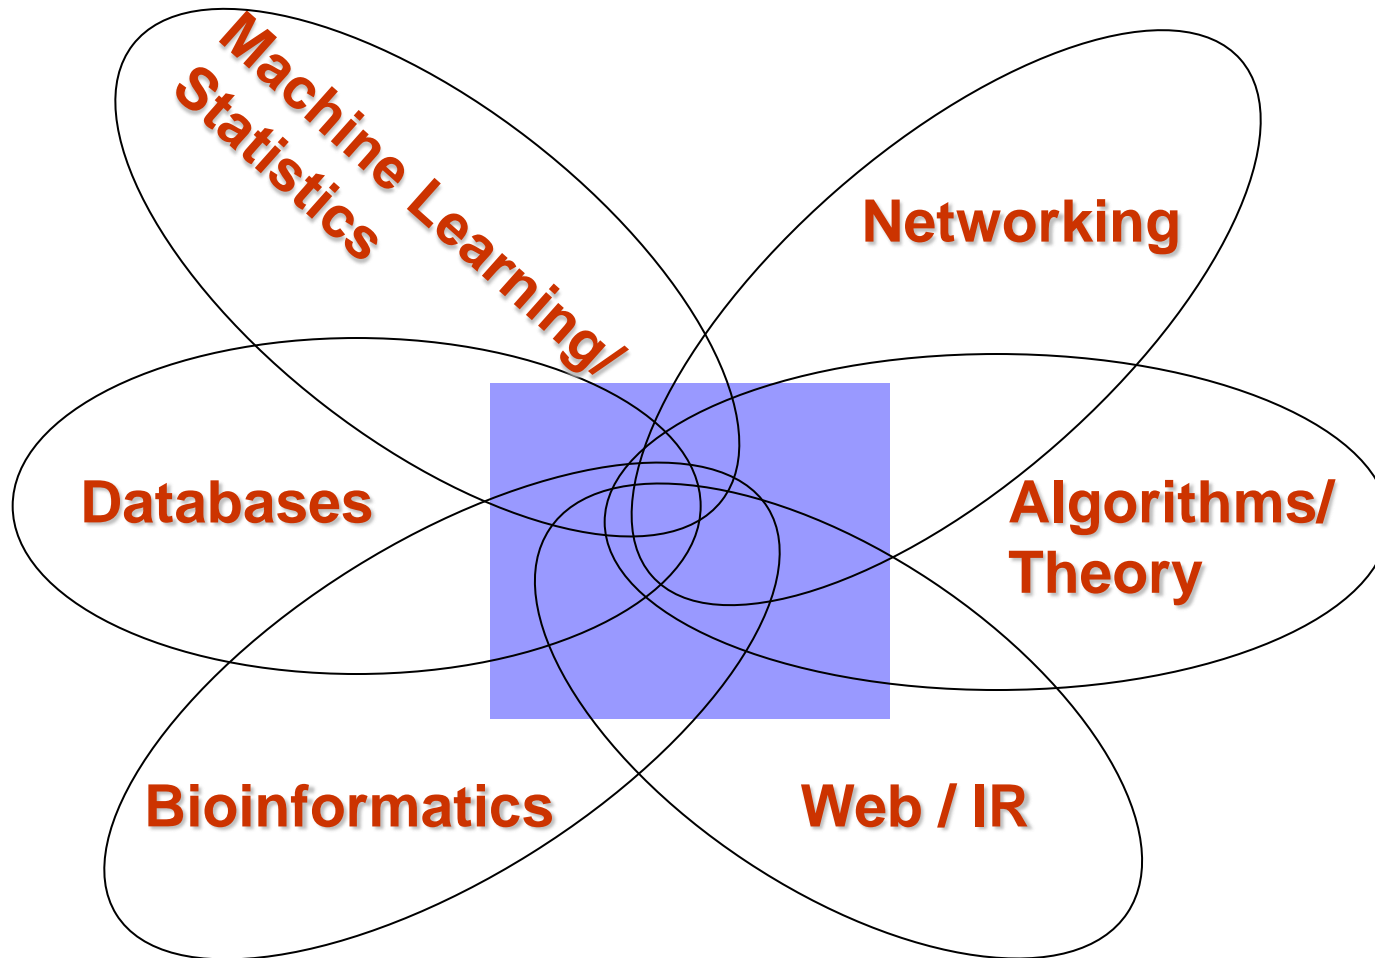 Machine Learning/
Statistics
Networking
Databases
Algorithms/
Theory
Bioinformatics
Web / IR